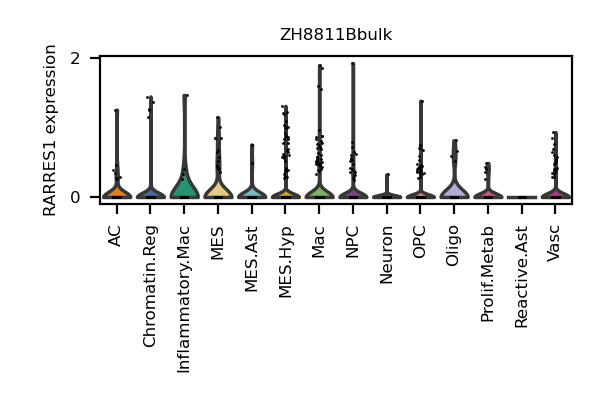 ZH8811Bbulk
RARRES1 expression
2
0
AC
Chromatin.Reg
Inflammatory.Mac
MES
MES.Ast
MES.Hyp
Mac
NPC
Neuron
OPC
Oligo
Prolif.Metab
Reactive.Ast
Vasc